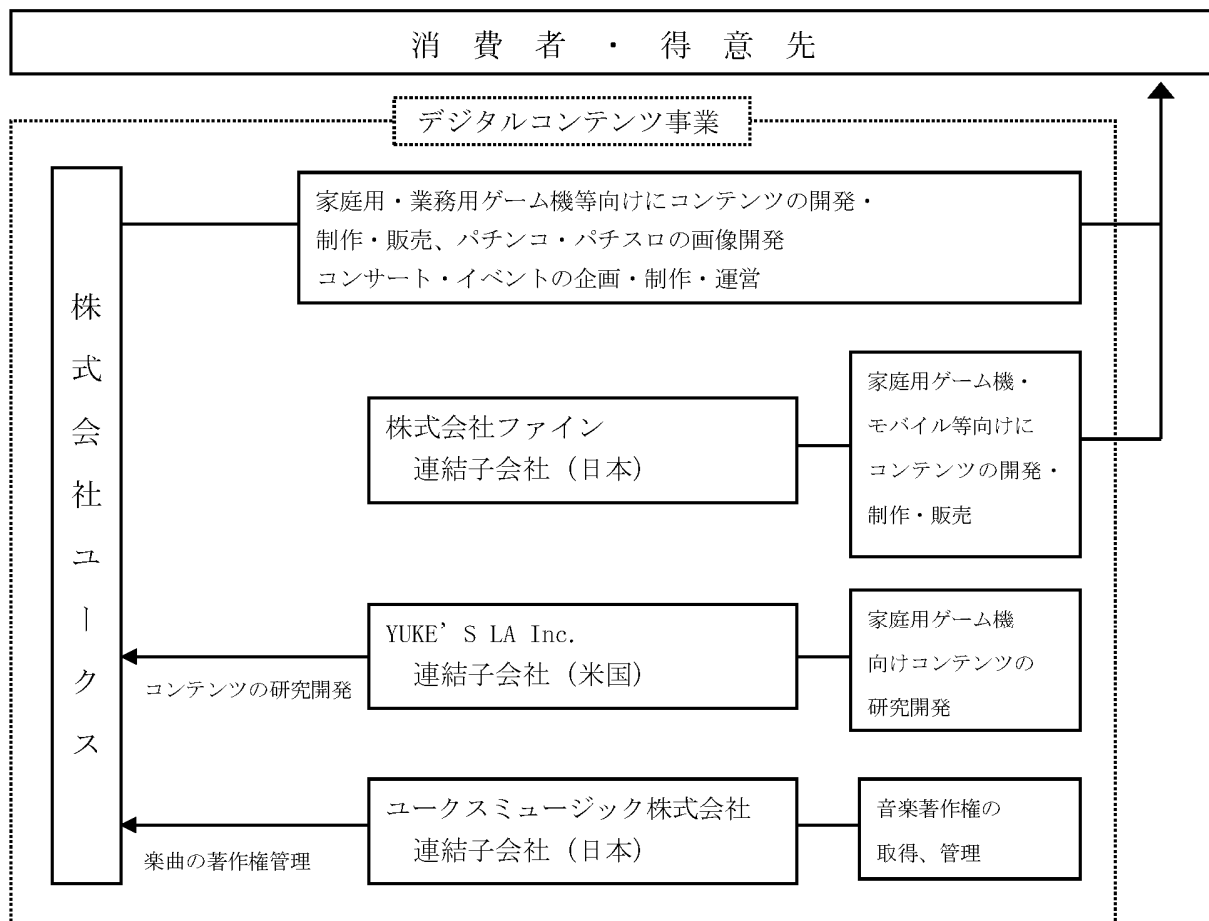 消費者・得意先
デジタルコンテンツ事業
株式会社ユークス
家庭用・業務用ゲーム機等向けにコンテンツの開発・
制作・販売、パチンコ・パチスロの画像開発
コンサート・イベントの企画・制作・運営
株式会社ファイン
連結子会社（日本）
家庭用ゲーム機・
モバイル等向けに
コンテンツの開発・
制作・販売
YUKE'S LA Inc.
連結子会社（米国）
コンテンツの研究開発
家庭用ゲーム機
向けコンテンツの
研究開発
ユークスミュージック株式会社
連結子会社（日本）
楽曲の著作権管理
音楽著作権の
取得、管理